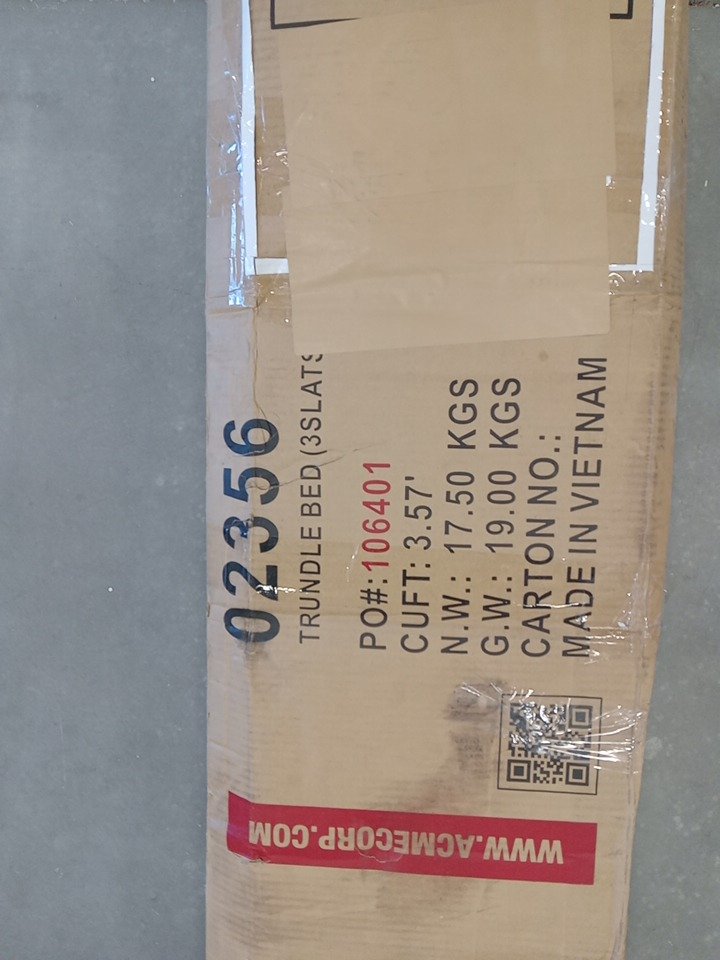 02356
TRUNDLE BED (3SLATS
PO#:106401
CUFT: 3.57'
N.W.: 17.50 KGS
G.W.: 19.00 KGS
CARTON NO.:
MADE IN VIETNAM
WWW.ACMECORP.COM